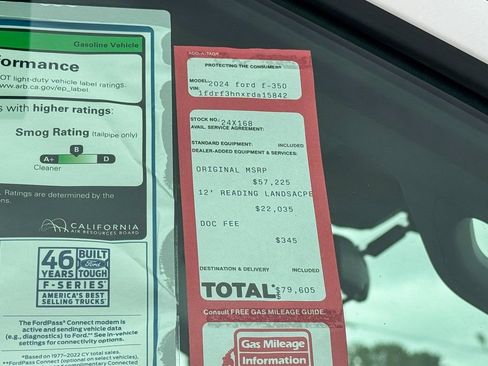 Gasoline Vehicle
formance
OT light-duty vehicle label ratings.
w.arb.ca.gov/ep_label
s with higher ratings:
Smog Rating (tailpipe only)
B
A+ D
Cleaner
. Ratings are determined by the
ons.
CALIFORNIA
AIR RESOURCES BOARD
46 YEARS
BUILT Ford TOUGH
F-SERIES
AMERICA'S BEST
SELLING TRUCKS
The FordPass® Connect modem is
active and sending vehicle data
(e.g., diagnostics) to Ford.** See in-vehicle
settings for connectivity options.
*Based on 1977-2022 CY total sales.
**FordPass Connect (optional on select vehicles),
ADD-A-TAG®
PROTECTING THE CONSUMER®
MODEL: 2024 ford f-350
VIN: 1fdrf3hnxrda15842
STOCK NO.: 24X168
AVAIL. SERVICE AGREEMENT:
STANDARD EQUIPMENT: INCLUDED
DEALER-ADDED EQUIPMENT & SERVICES:
ORIGINAL MSRP
$57,225
12' READING LANDSACPE
$22,035
DOC FEE
$345
DESTINATION & DELIVERY INCLUDED
TOTAL: $79,605
Consult FREE GAS MILEAGE GUIDE.
Gas Mileage
Information